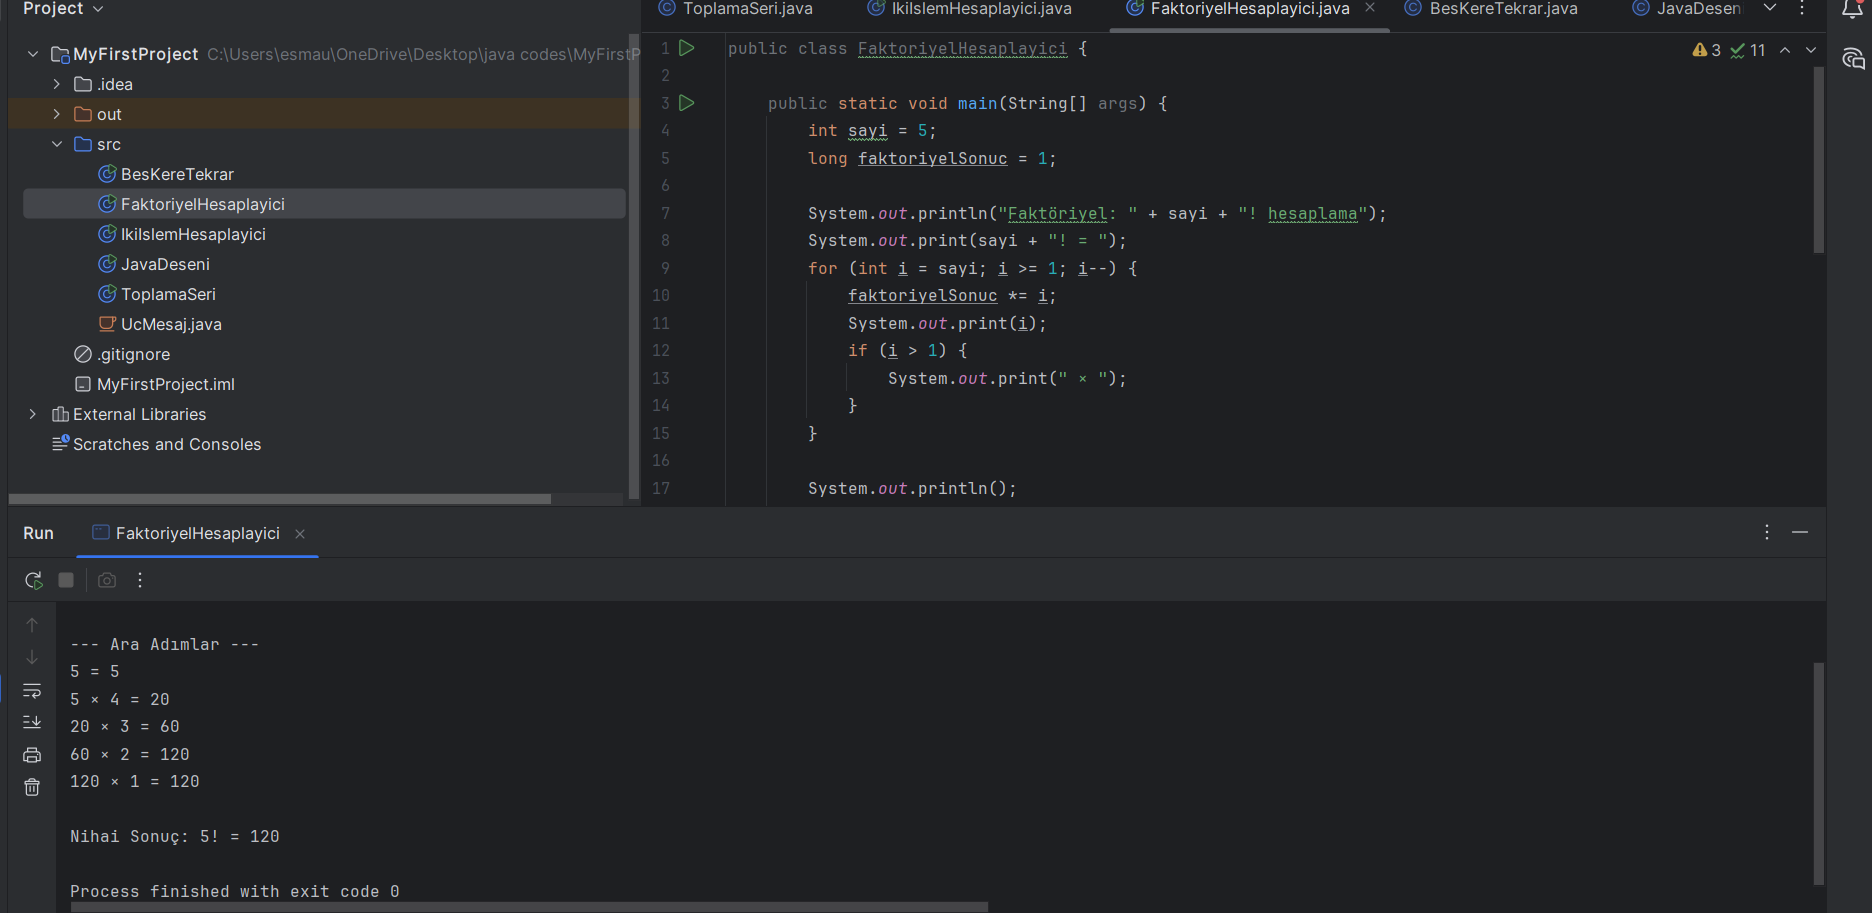 Project
MyFirstProject C:\Users\esmau\OneDrive\Desktop\java codes\MyFirstP
.idea
out
src
BesKereTekrar
FaktoriyelHesaplayici
IkiIslemHesaplayici
JavaDeseni
ToplamaSeri
UcMesaj.java
.gitignore
MyFirstProject.iml
External Libraries
Scratches and Consoles
ToplamaSeri.java IkiIslemHesaplayici.java FaktoriyelHesaplayici.java BesKereTekrar.java JavaDeseni
3 11
1 public class FaktoriyelHesaplayici {
2
3 public static void main(String[] args) {
4 int sayi = 5;
5 long faktoriyelSonuc = 1;
6
7 System.out.println("Faktöriyel: " + sayi + "! hesaplama");
8 System.out.print(sayi + "! = ");
9 for (int i = sayi; i >= 1; i--) {
10 faktoriyelSonuc *= i;
11 System.out.print(i);
12 if (i > 1) {
13 System.out.print(" × ");
14 }
15 }
16
17 System.out.println();
Run FaktoriyelHesaplayici
--- Ara Adımlar ---
5 = 5
5 × 4 = 20
20 × 3 = 60
60 × 2 = 120
120 × 1 = 120
Nihai Sonuç: 5! = 120
Process finished with exit code 0